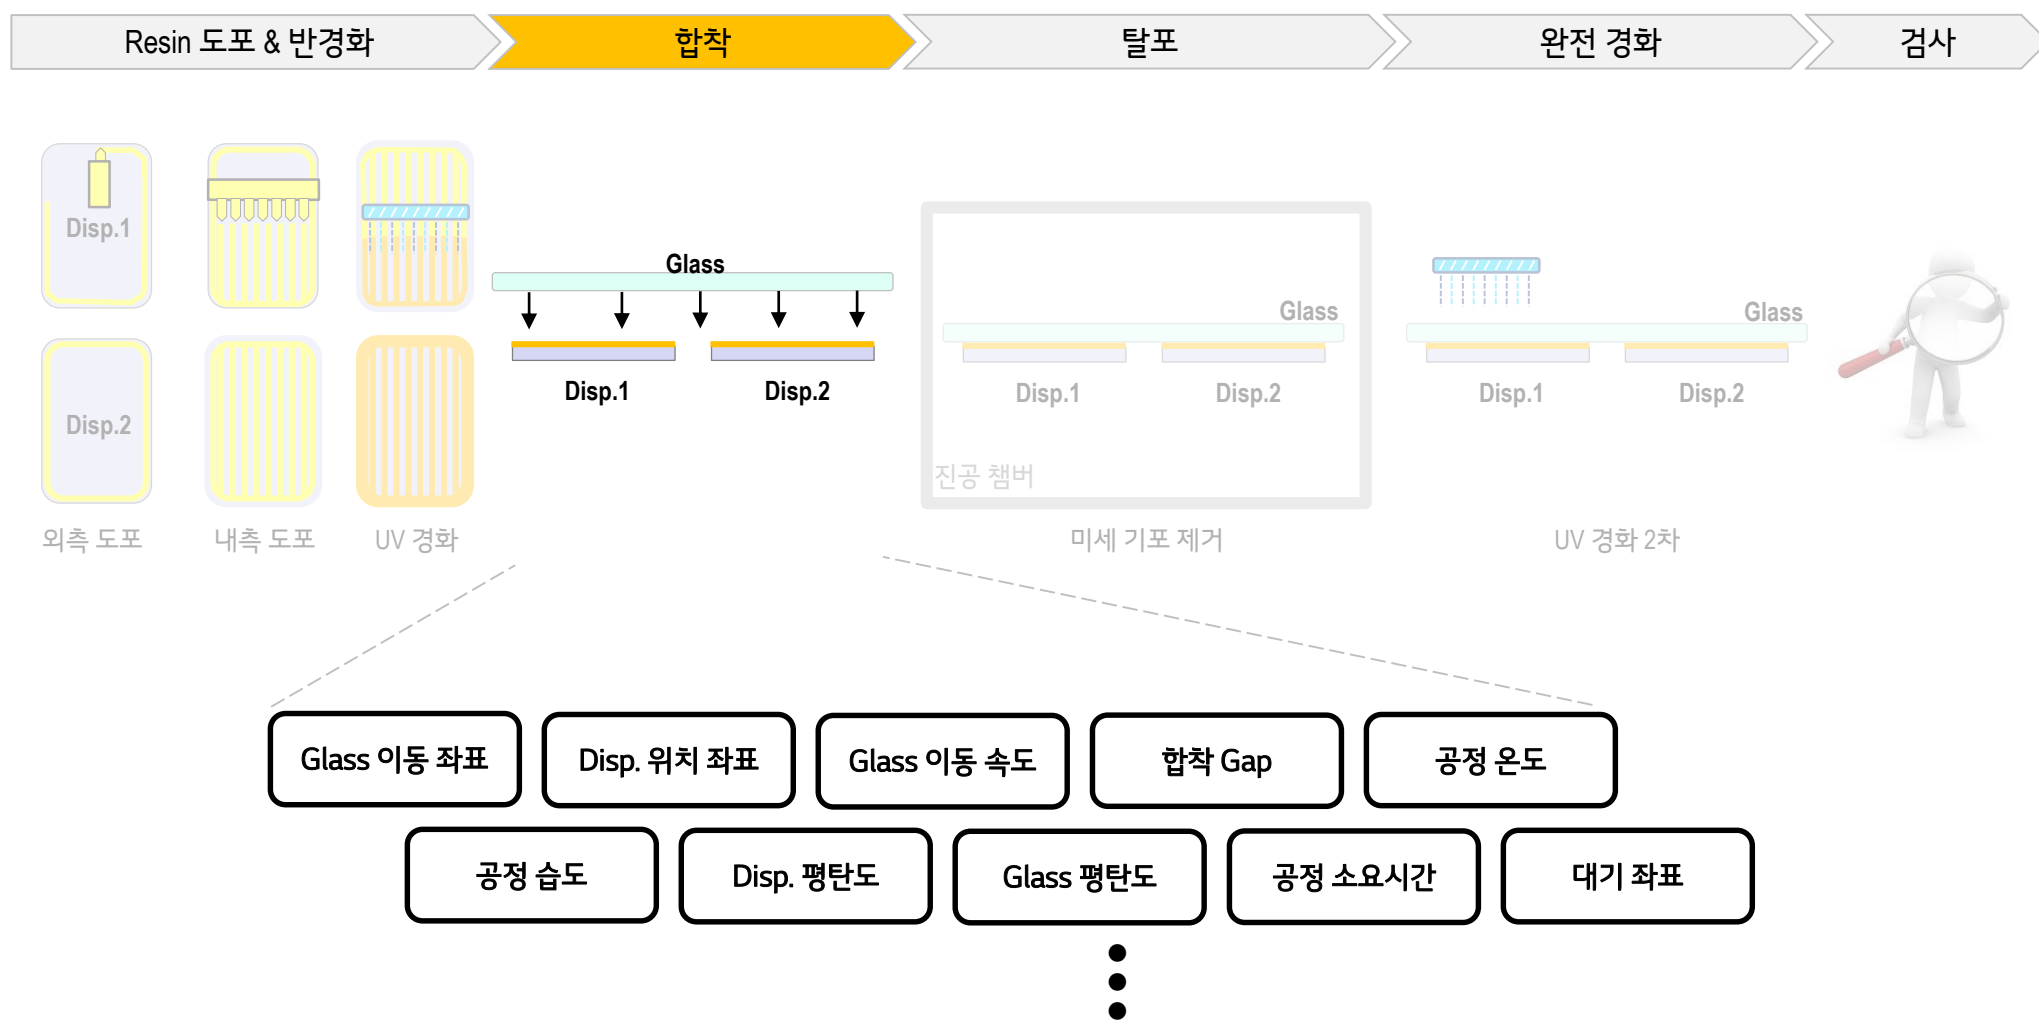 Resin 도포 & 반경화
합착
탈포
완전 경화
검사
Disp.1
Disp.2
외측 도포
내측 도포
UV 경화
Glass
Disp.1
Disp.2
Glass
Disp.1
Disp.2
진공 챔버
미세 기포 제거
Glass
Disp.1
Disp.2
UV 경화 2차
Glass 이동 좌표
Disp. 위치 좌표
Glass 이동 속도
합착 Gap
공정 온도
공정 습도
Disp. 평탄도
Glass 평탄도
공정 소요시간
대기 좌표